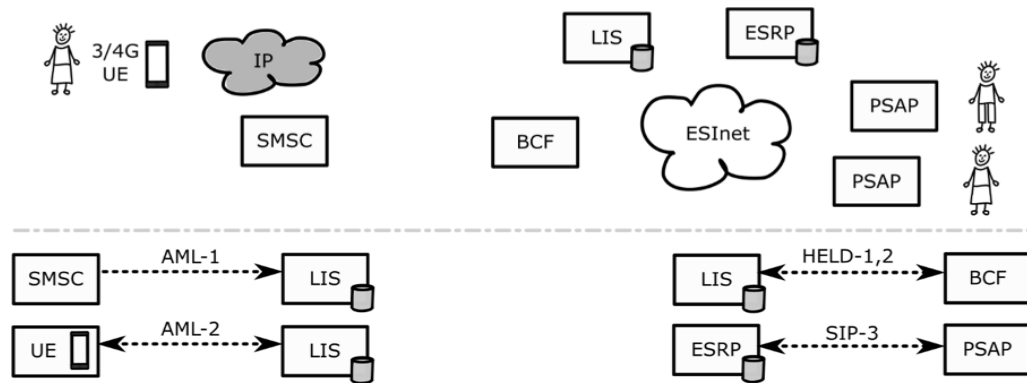 3/4G
UE
IP
LIS
ESRP
SMSC
BCF
ESInet
PSAP
PSAP
SMSC
AML-1
LIS
LIS
HELD-1,2
BCF
UE
AML-2
LIS
ESRP
SIP-3
PSAP